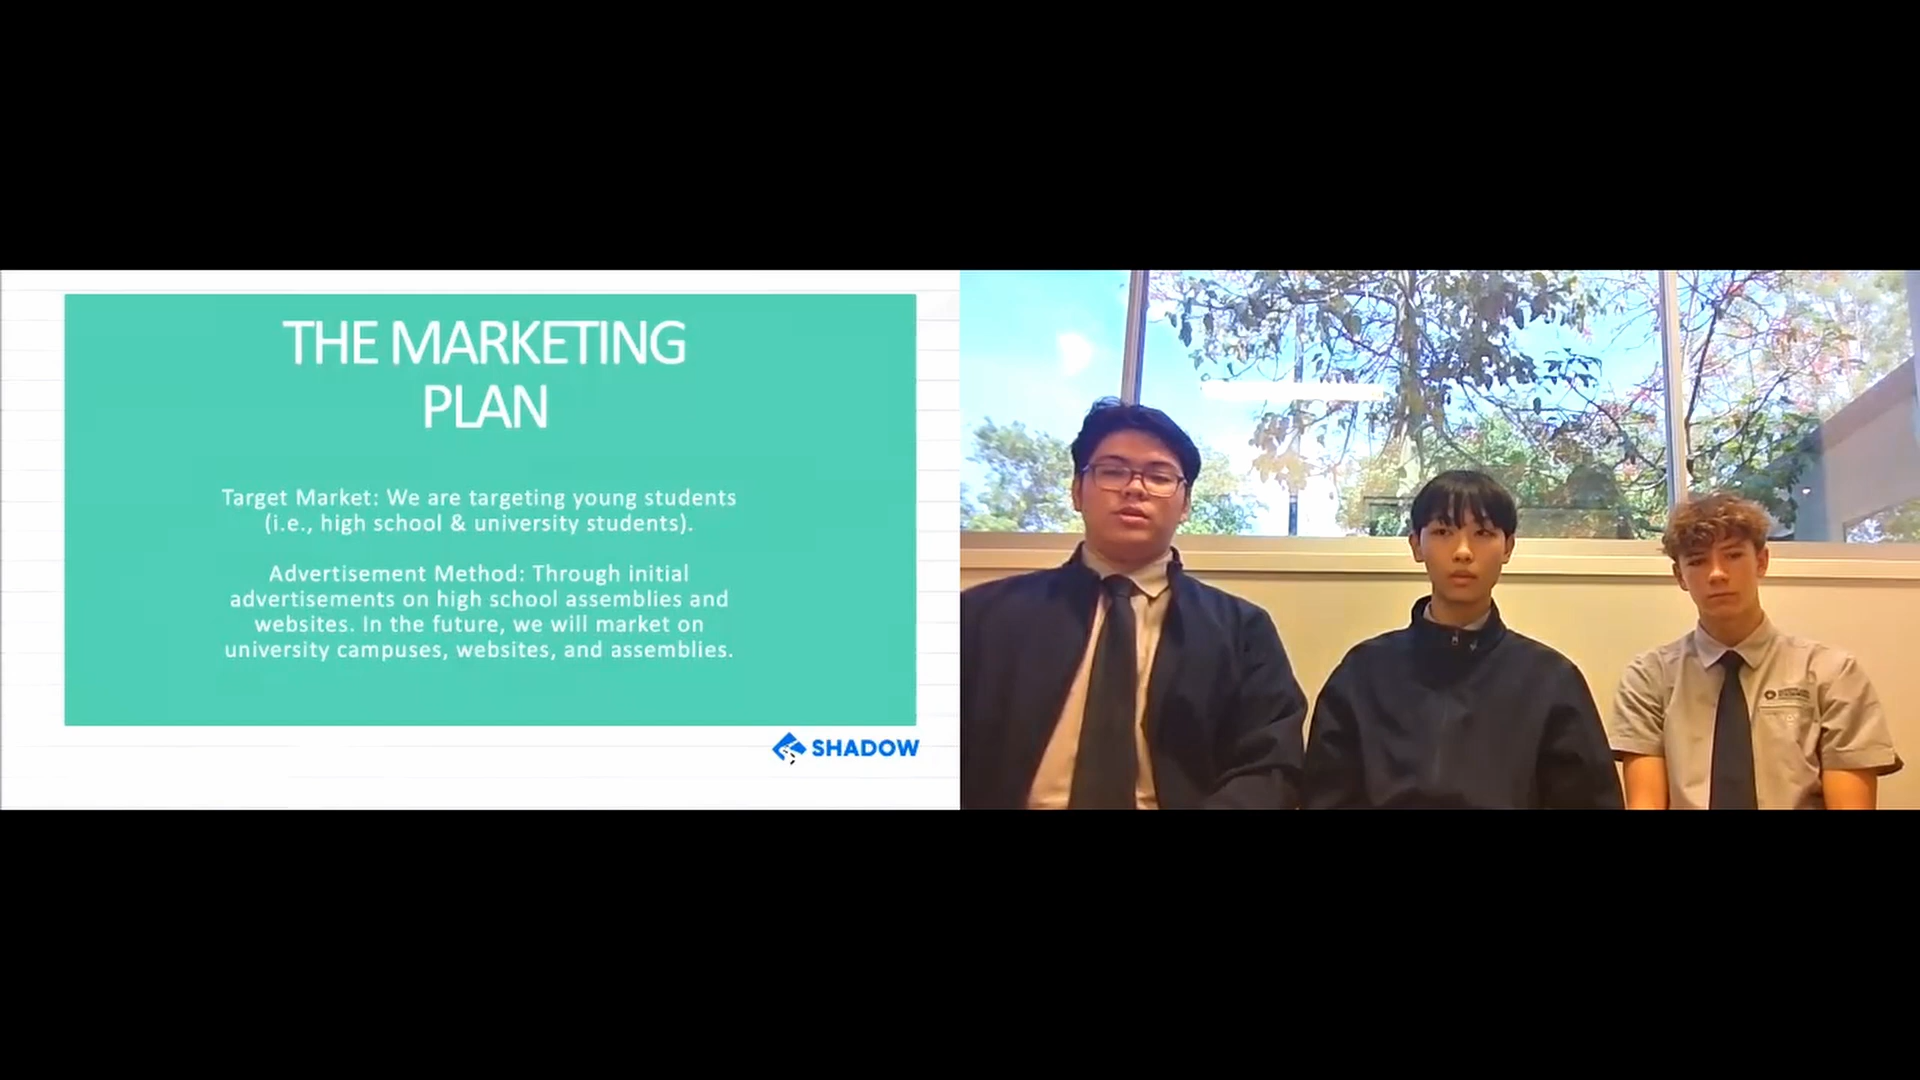 THE MARKETING
PLAN
Target Market: We are targeting young students
(i.e., high school & university students).
Advertisement Method: Through initial
advertisements on high school assemblies and
websites. In the future, we will market on
university campuses, websites, and assemblies.
SHADOW